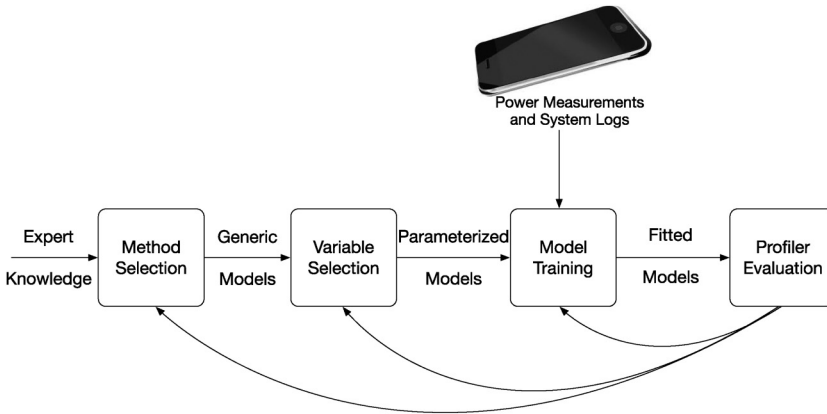 Power Measurements
and System Logs
Expert
Knowledge
Method
Selection
Generic
Models
Variable
Selection
Parameterized
Models
Model
Training
Fitted
Models
Profiler
Evaluation